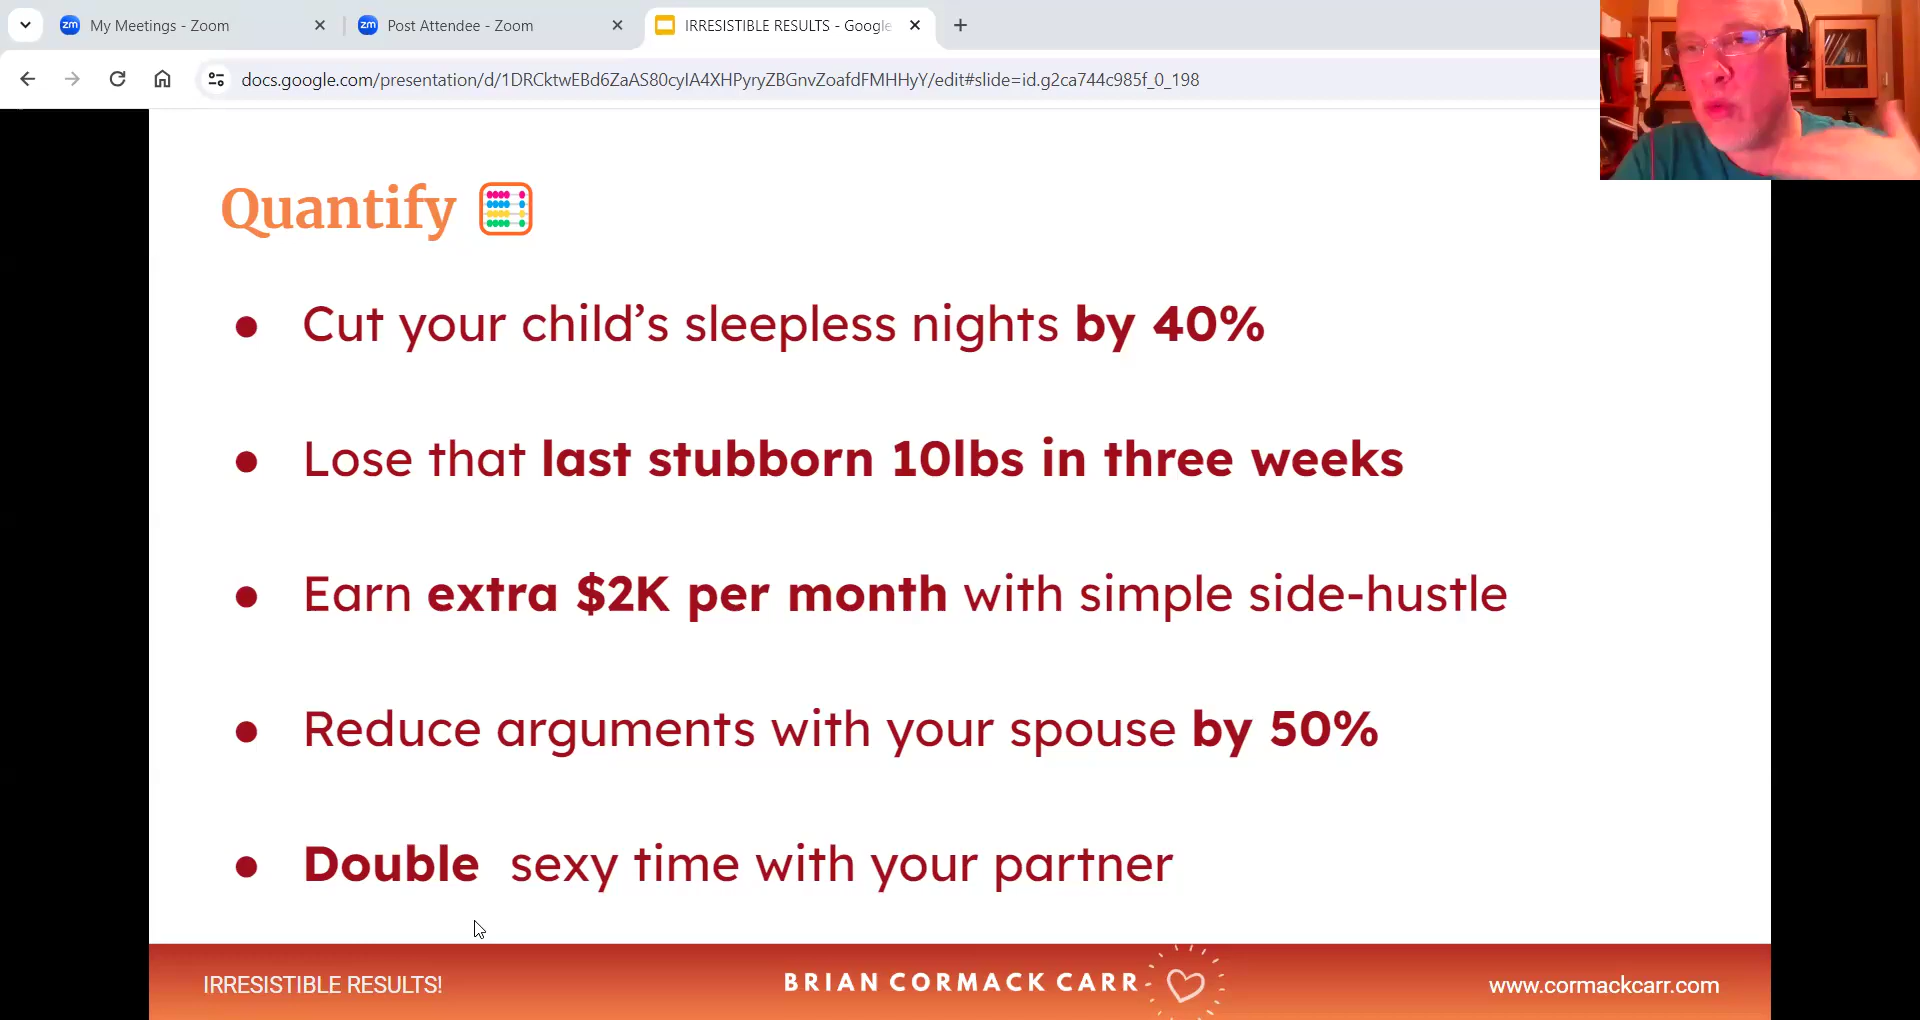 My Meetings - Zoom
Post Attendee - Zoom
IRRESISTIBLE RESULTS - Google
docs.google.com/presentation/d/1DRCktwEBd6ZaAS80cyIA4XHPyryZBGnvZoafdFMHHyY/edit#slide=id.g2ca744c985f_0_198
Quantify
● Cut your child’s sleepless nights by 40%
● Lose that last stubborn 10lbs in three weeks
● Earn extra $2K per month with simple side-hustle
● Reduce arguments with your spouse by 50%
● Double sexy time with your partner
IRRESISTIBLE RESULTS!
BRIAN CORMACK CARR
www.cormackcarr.com